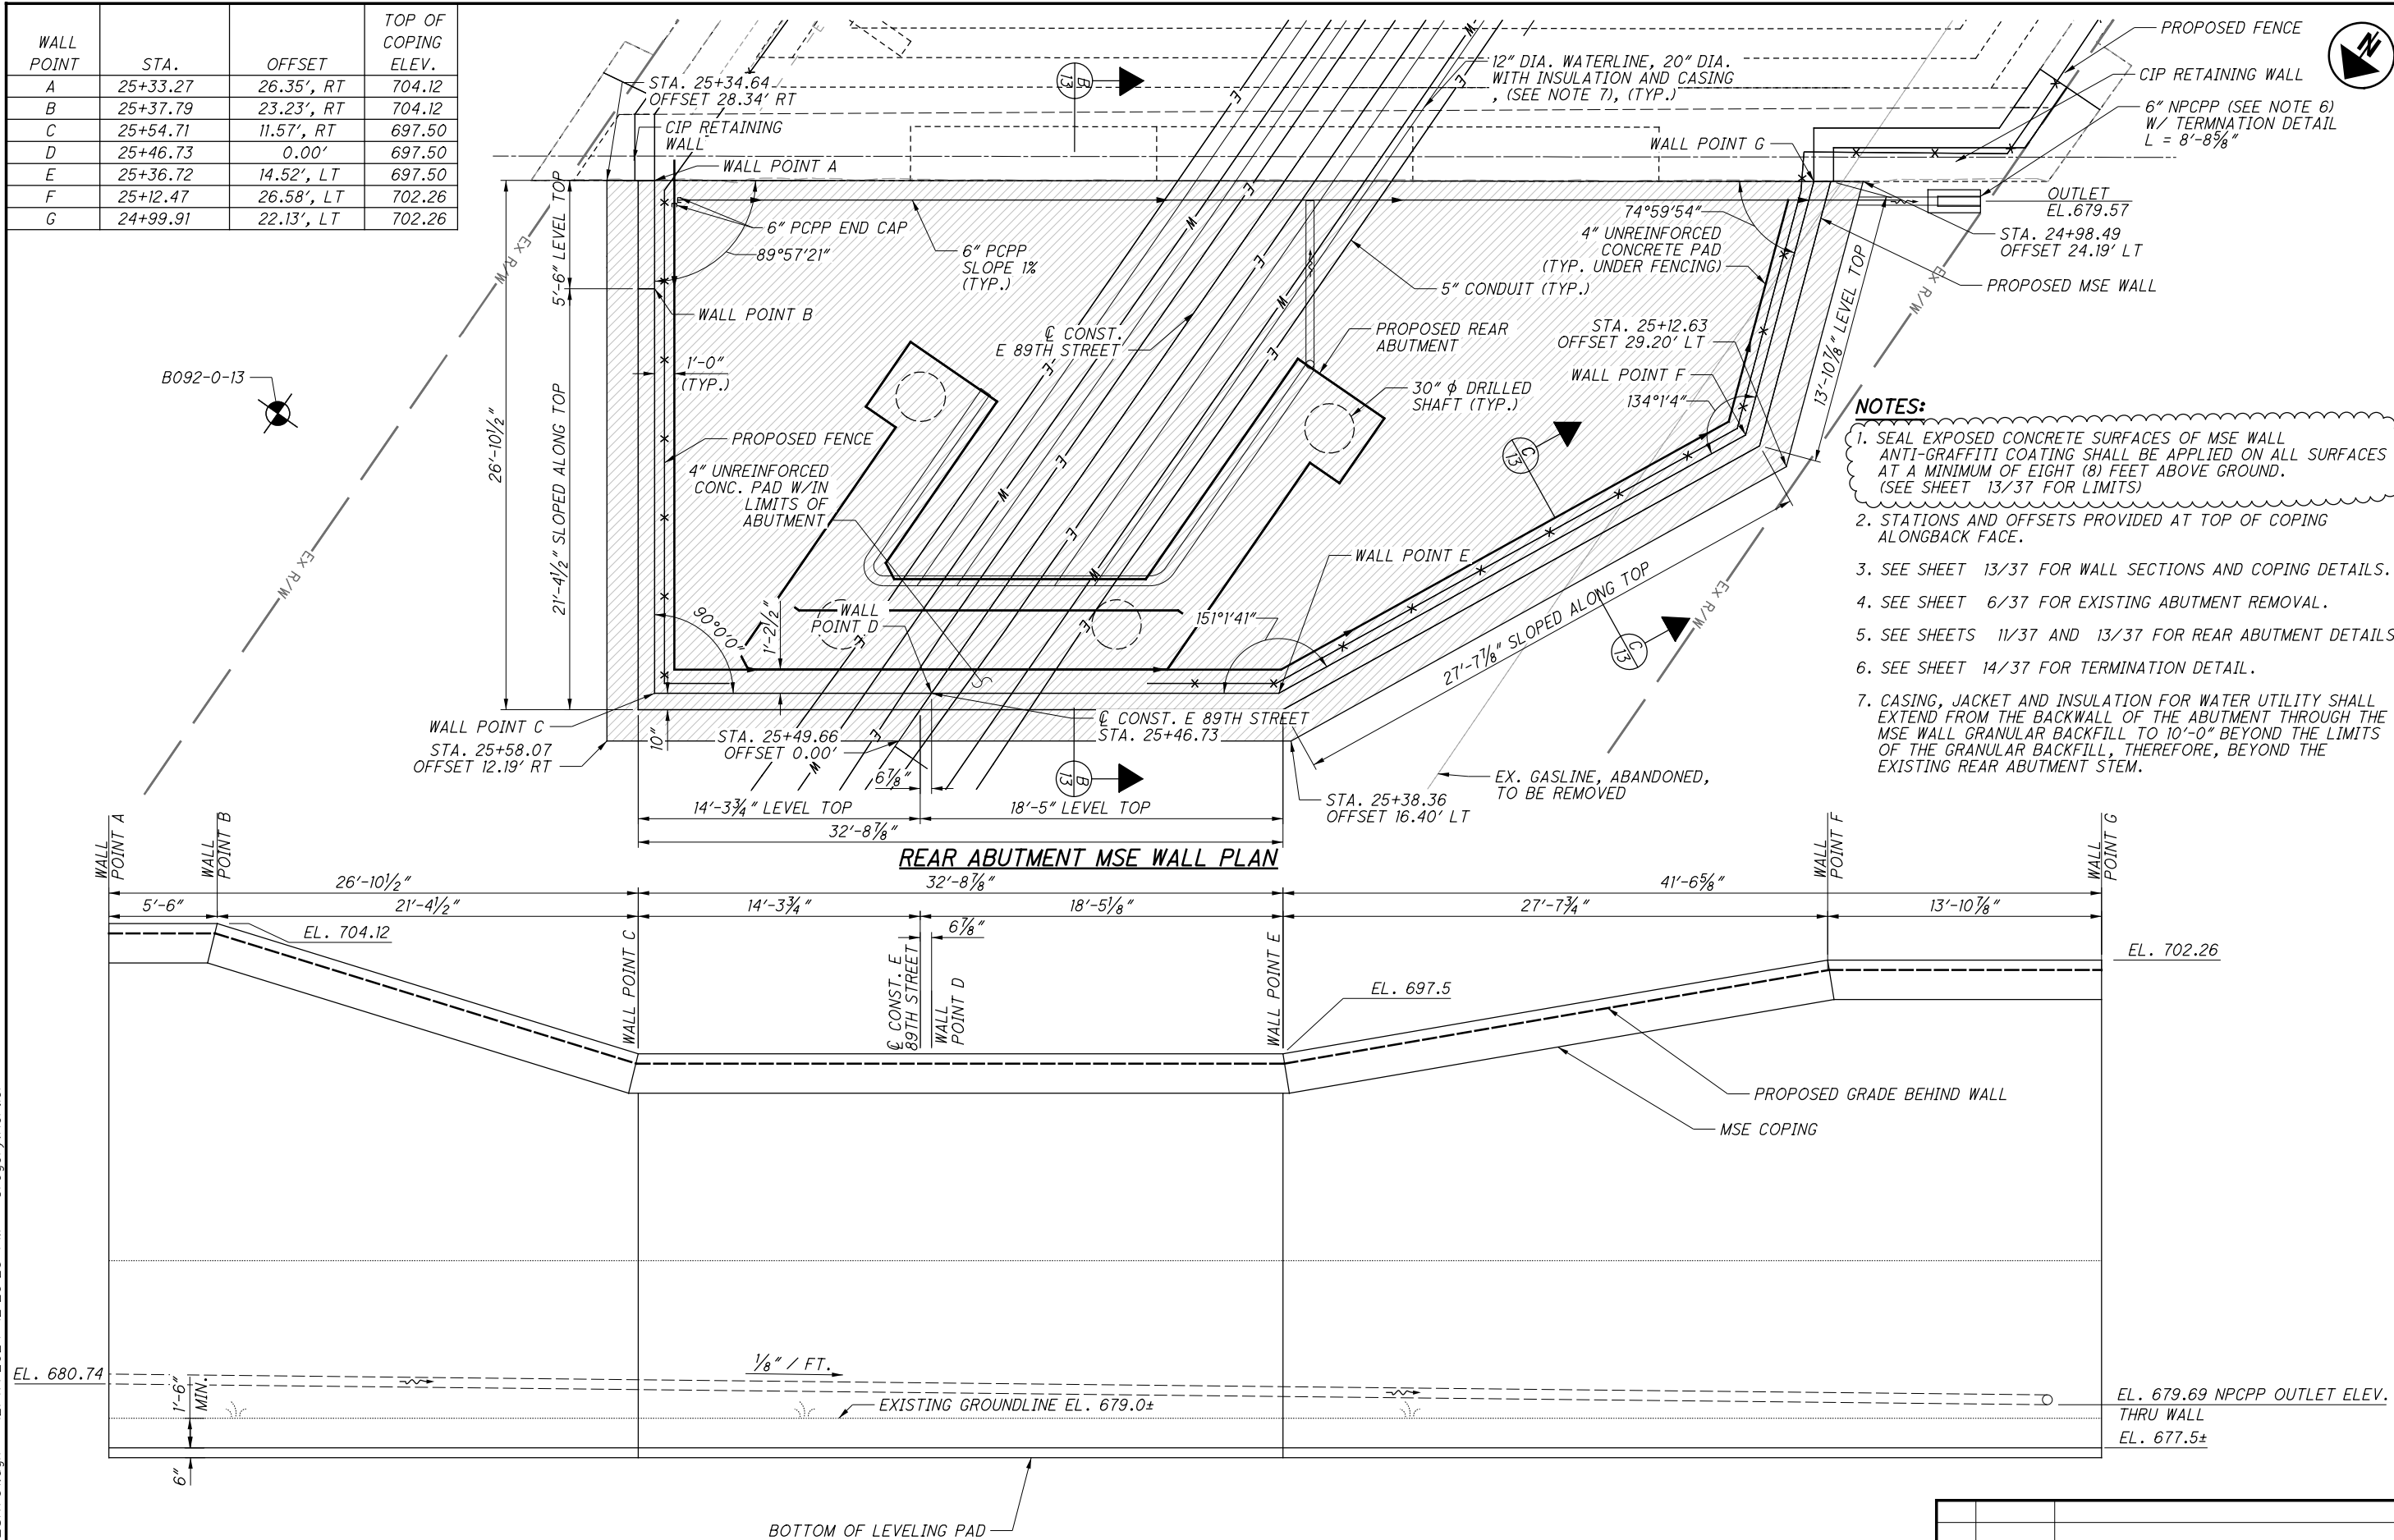 WALL POINT STA. OFFSET TOP OF COPING ELEV.
A 25+33.27 26.35', RT 704.12
B 25+37.79 23.23', RT 704.12
C 25+54.71 11.57', RT 697.50
D 25+46.73 0.00' 697.50
E 25+36.72 14.52', LT 697.50
F 25+12.47 26.58', LT 702.26
G 24+99.91 22.13', LT 702.26
STA. 25+34.64
OFFSET 28.34' RT
CIP RETAINING
WALL
WALL POINT A
6" PCPP END CAP
89°57'21"
6" PCPP
SLOPE 1%
(TYP.)
WALL POINT B
1'-0"
(TYP.)
B
13
12" DIA. WATERLINE, 20" DIA.
WITH INSULATION AND CASING
, (SEE NOTE 7), (TYP.)
PROPOSED FENCE
N
CIP RETAINING WALL
6" NPCPP (SEE NOTE 6)
W/ TERMNATION DETAIL
L = 8'-8⅝"
WALL POINT G
OUTLET
EL.679.57
STA. 24+98.49
OFFSET 24.19' LT
PROPOSED MSE WALL
74°59'54"
4" UNREINFORCED
CONCRETE PAD
(TYP. UNDER FENCING)
5" CONDUIT (TYP.)
STA. 25+12.63
OFFSET 29.20' LT
PROPOSED REAR
ABUTMENT
WALL POINT F
134°1'4"
30" ϕ DRILLED
SHAFT (TYP.)
13'-10⅞" LEVEL TOP
℄ CONST.
E 89TH STREET
EX R/W
EX R/W
EX R/W
EX R/W
B092-0-13
26'-10½"
5'-6" LEVEL TOP
21'-4½" SLOPED ALONG TOP
PROPOSED FENCE
4" UNREINFORCED
CONC. PAD W/IN
LIMITS OF
ABUTMENT
WALL
POINT D
90°0'0"
1'-2½"
WALL POINT E
151°1'41"
C
13
C
13
27'-7⅞" SLOPED ALONG TOP
WALL POINT C
STA. 25+58.07
OFFSET 12.19' RT
10"
STA. 25+49.66
OFFSET 0.00'
6⅞"
℄ CONST. E 89TH STREET
STA. 25+46.73
B
13
14'-3¾" LEVEL TOP
18'-5" LEVEL TOP
32'-8⅞"
STA. 25+38.36
OFFSET 16.40' LT
EX. GASLINE, ABANDONED,
TO BE REMOVED
NOTES:
1. SEAL EXPOSED CONCRETE SURFACES OF MSE WALL
ANTI-GRAFFITI COATING SHALL BE APPLIED ON ALL SURFACES
AT A MINIMUM OF EIGHT (8) FEET ABOVE GROUND.
(SEE SHEET 13/37 FOR LIMITS)
2. STATIONS AND OFFSETS PROVIDED AT TOP OF COPING
ALONGBACK FACE.
3. SEE SHEET 13/37 FOR WALL SECTIONS AND COPING DETAILS.
4. SEE SHEET 6/37 FOR EXISTING ABUTMENT REMOVAL.
5. SEE SHEETS 11/37 AND 13/37 FOR REAR ABUTMENT DETAILS
6. SEE SHEET 14/37 FOR TERMINATION DETAIL.
7. CASING, JACKET AND INSULATION FOR WATER UTILITY SHALL
EXTEND FROM THE BACKWALL OF THE ABUTMENT THROUGH THE
MSE WALL GRANULAR BACKFILL TO 10'-0" BEYOND THE LIMITS
OF THE GRANULAR BACKFILL, THEREFORE, BEYOND THE
EXISTING REAR ABUTMENT STEM.
REAR ABUTMENT MSE WALL PLAN
WALL
POINT A
WALL
POINT B
WALL
POINT F
WALL
POINT G
26'-10½" 32'-8⅞" 41'-6⅝"
5'-6" 21'-4½" 14'-3¾" 18'-5⅛" 27'-7¾" 13'-10⅞"
EL. 704.12
6⅞"
WALL POINT C
℄ CONST. E
89TH STREET
WALL
POINT D
WALL POINT E
EL. 697.5
EL. 702.26
PROPOSED GRADE BEHIND WALL
MSE COPING
EL. 680.74
1'-6"
MIN.
⅛" / FT.
EXISTING GROUNDLINE EL. 679.0±
EL. 679.69 NPCPP OUTLET ELEV.
THRU WALL
EL. 677.5±
6"
BOTTOM OF LEVELING PAD